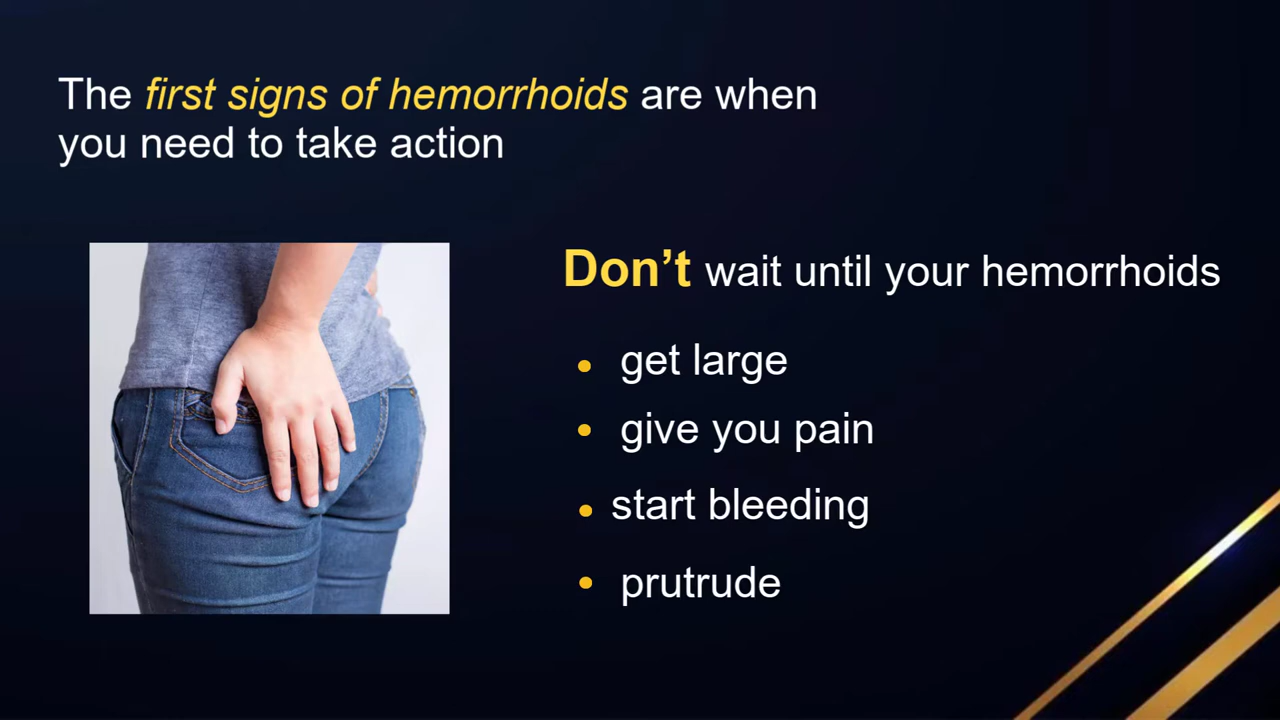 The first signs of hemorrhoids are when
you need to take action
Don’t wait until your hemorrhoids
• get large
• give you pain
• start bleeding
• prutrude